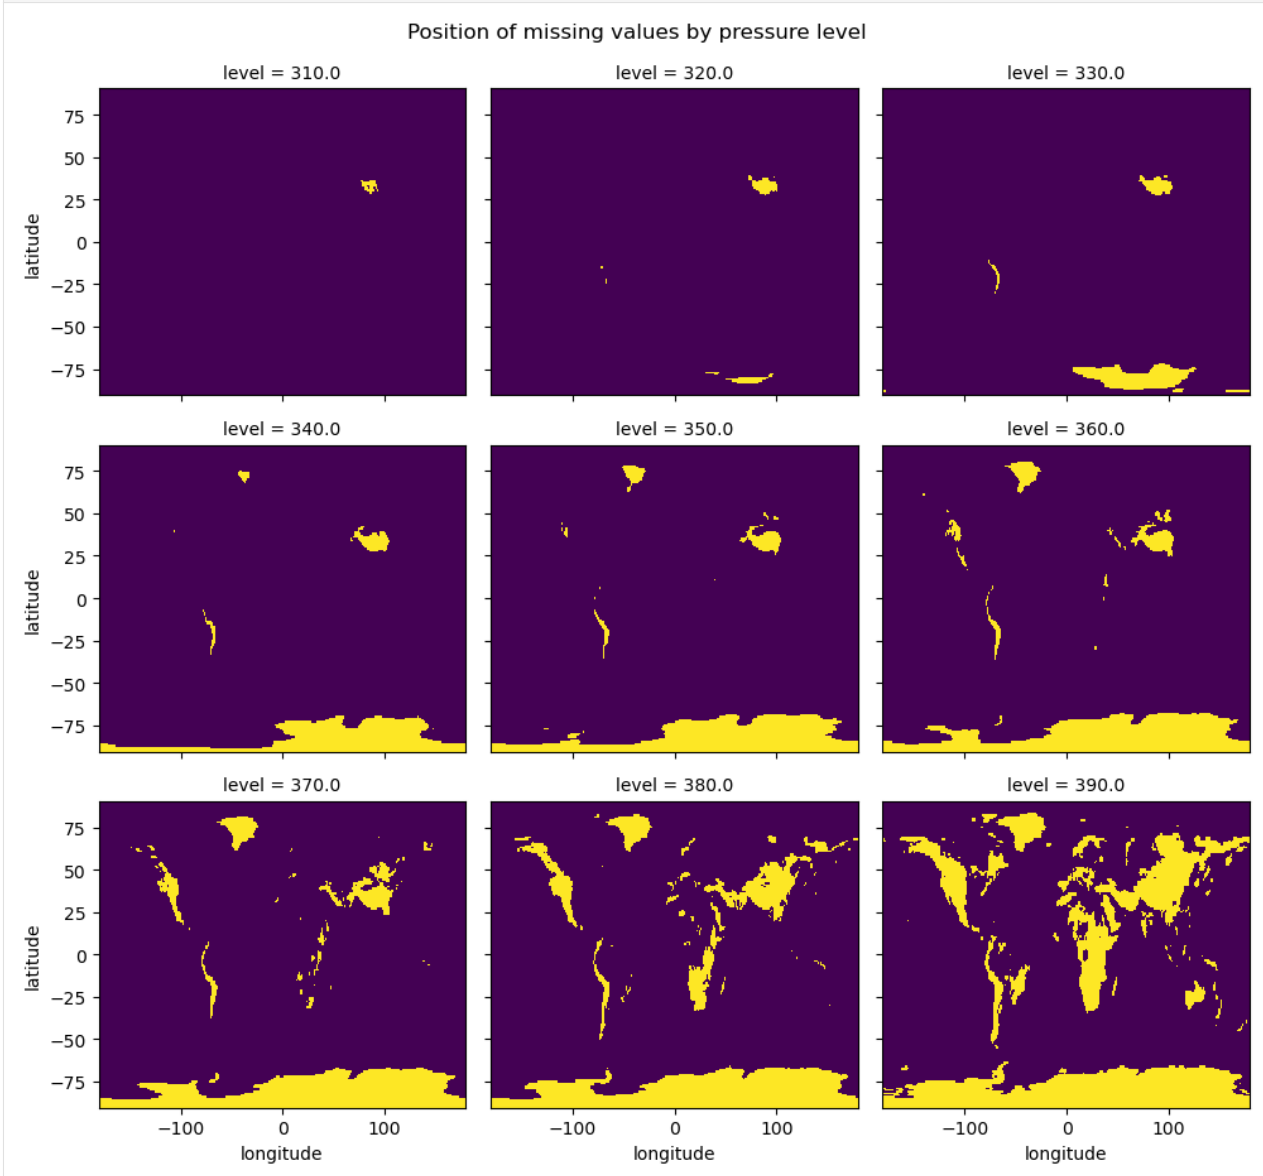 Position of missing values by pressure level
level = 310.0
level = 320.0
level = 330.0
75
50
25
0
−25
−50
−75
latitude
level = 340.0
level = 350.0
level = 360.0
75
50
25
0
−25
−50
−75
latitude
level = 370.0
level = 380.0
level = 390.0
75
50
25
0
−25
−50
−75
latitude
−100
0
100
−100
0
100
−100
0
100
longitude
longitude
longitude